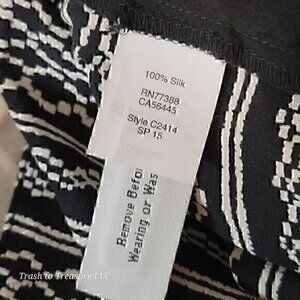 100% Silk
RN77388
CA56445
Style C2414
SP 15
Remove Befo
Wearing or Was
Trash to Treasure LLC